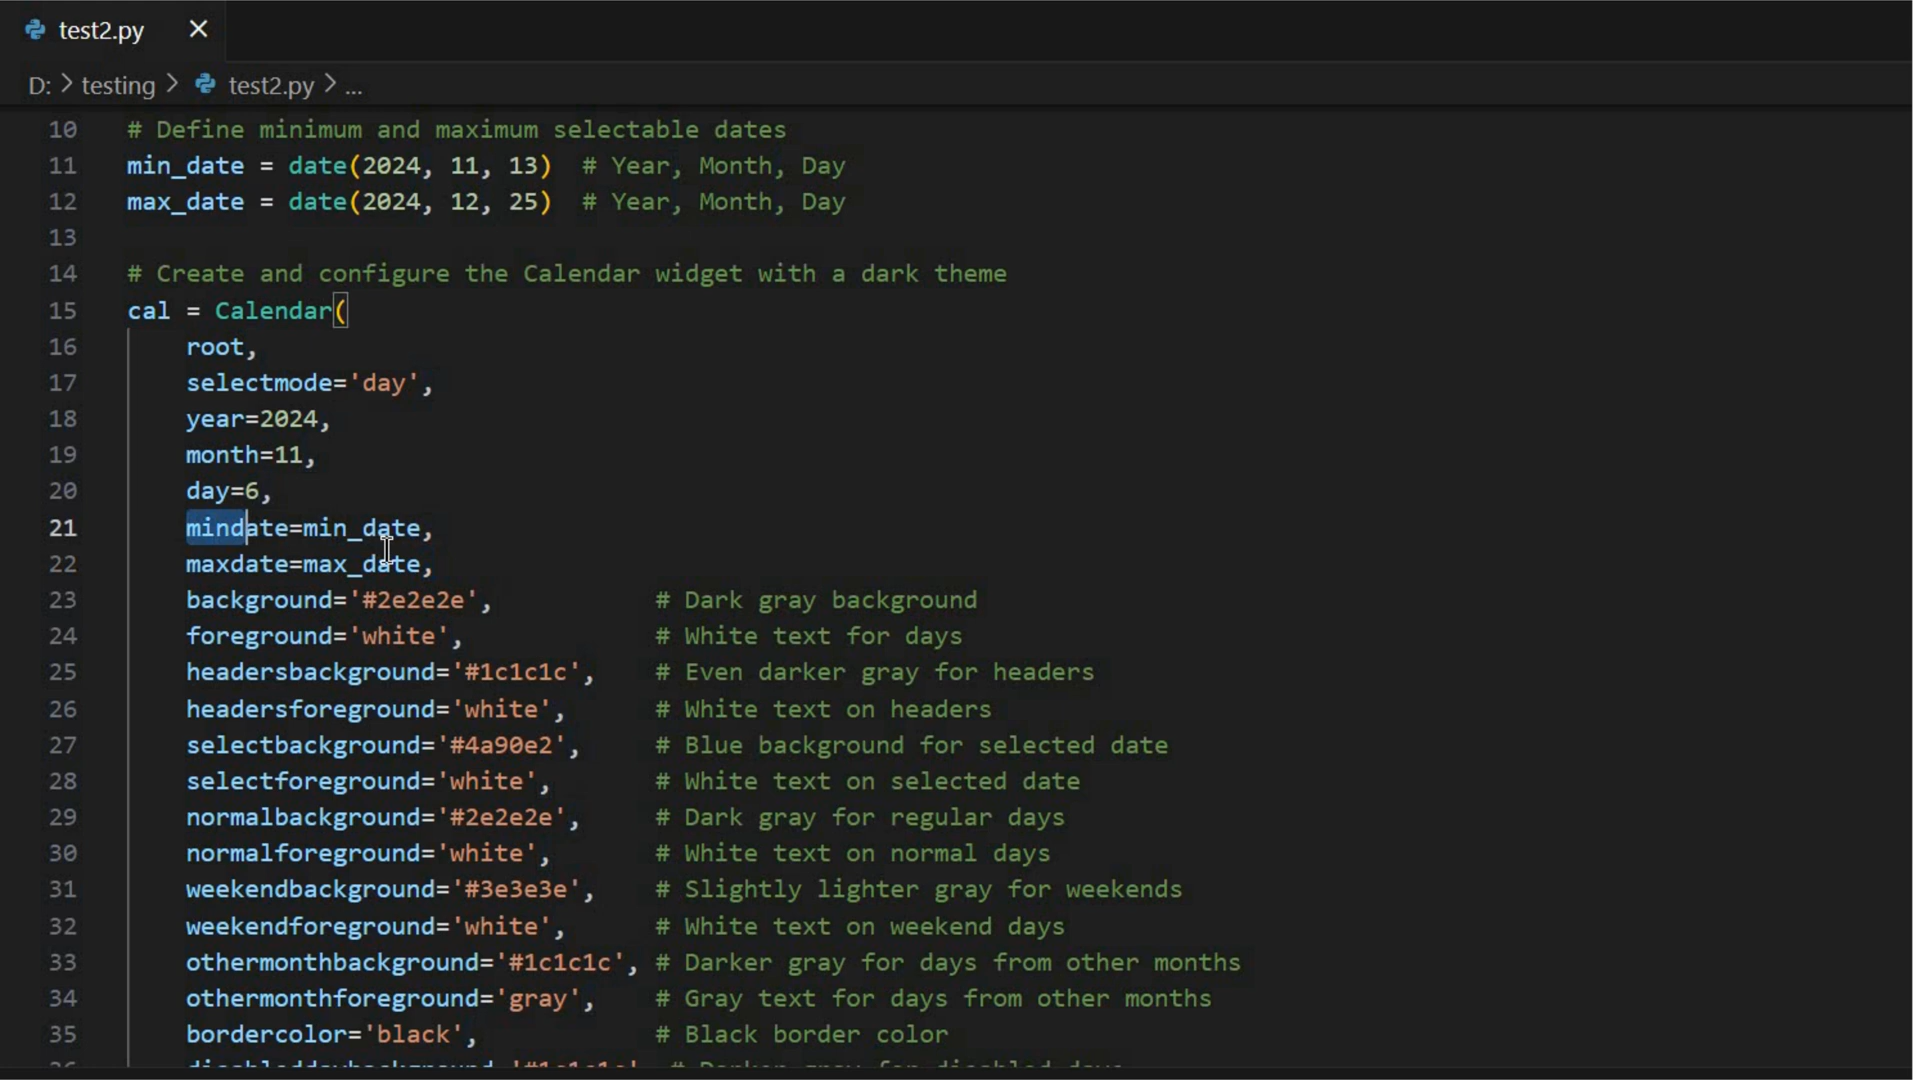 test2.py
D: > testing > test2.py > ...
10 # Define minimum and maximum selectable dates
11 min_date = date(2024, 11, 13)  # Year, Month, Day
12 max_date = date(2024, 12, 25)  # Year, Month, Day
13
14 # Create and configure the Calendar widget with a dark theme
15 cal = Calendar(
16     root,
17     selectmode='day',
18     year=2024,
19     month=11,
20     day=6,
21     mindate=min_date,
22     maxdate=max_date,
23     background='#2e2e2e',           # Dark gray background
24     foreground='white',             # White text for days
25     headersbackground='#1c1c1c',    # Even darker gray for headers
26     headersforeground='white',      # White text on headers
27     selectbackground='#4a90e2',     # Blue background for selected date
28     selectforeground='white',       # White text on selected date
29     normalbackground='#2e2e2e',     # Dark gray for regular days
30     normalforeground='white',       # White text on normal days
31     weekendbackground='#3e3e3e',    # Slightly lighter gray for weekends
32     weekendforeground='white',      # White text on weekend days
33     othermonthbackground='#1c1c1c', # Darker gray for days from other months
34     othermonthforeground='gray',    # Gray text for days from other months
35     bordercolor='black',            # Black border color